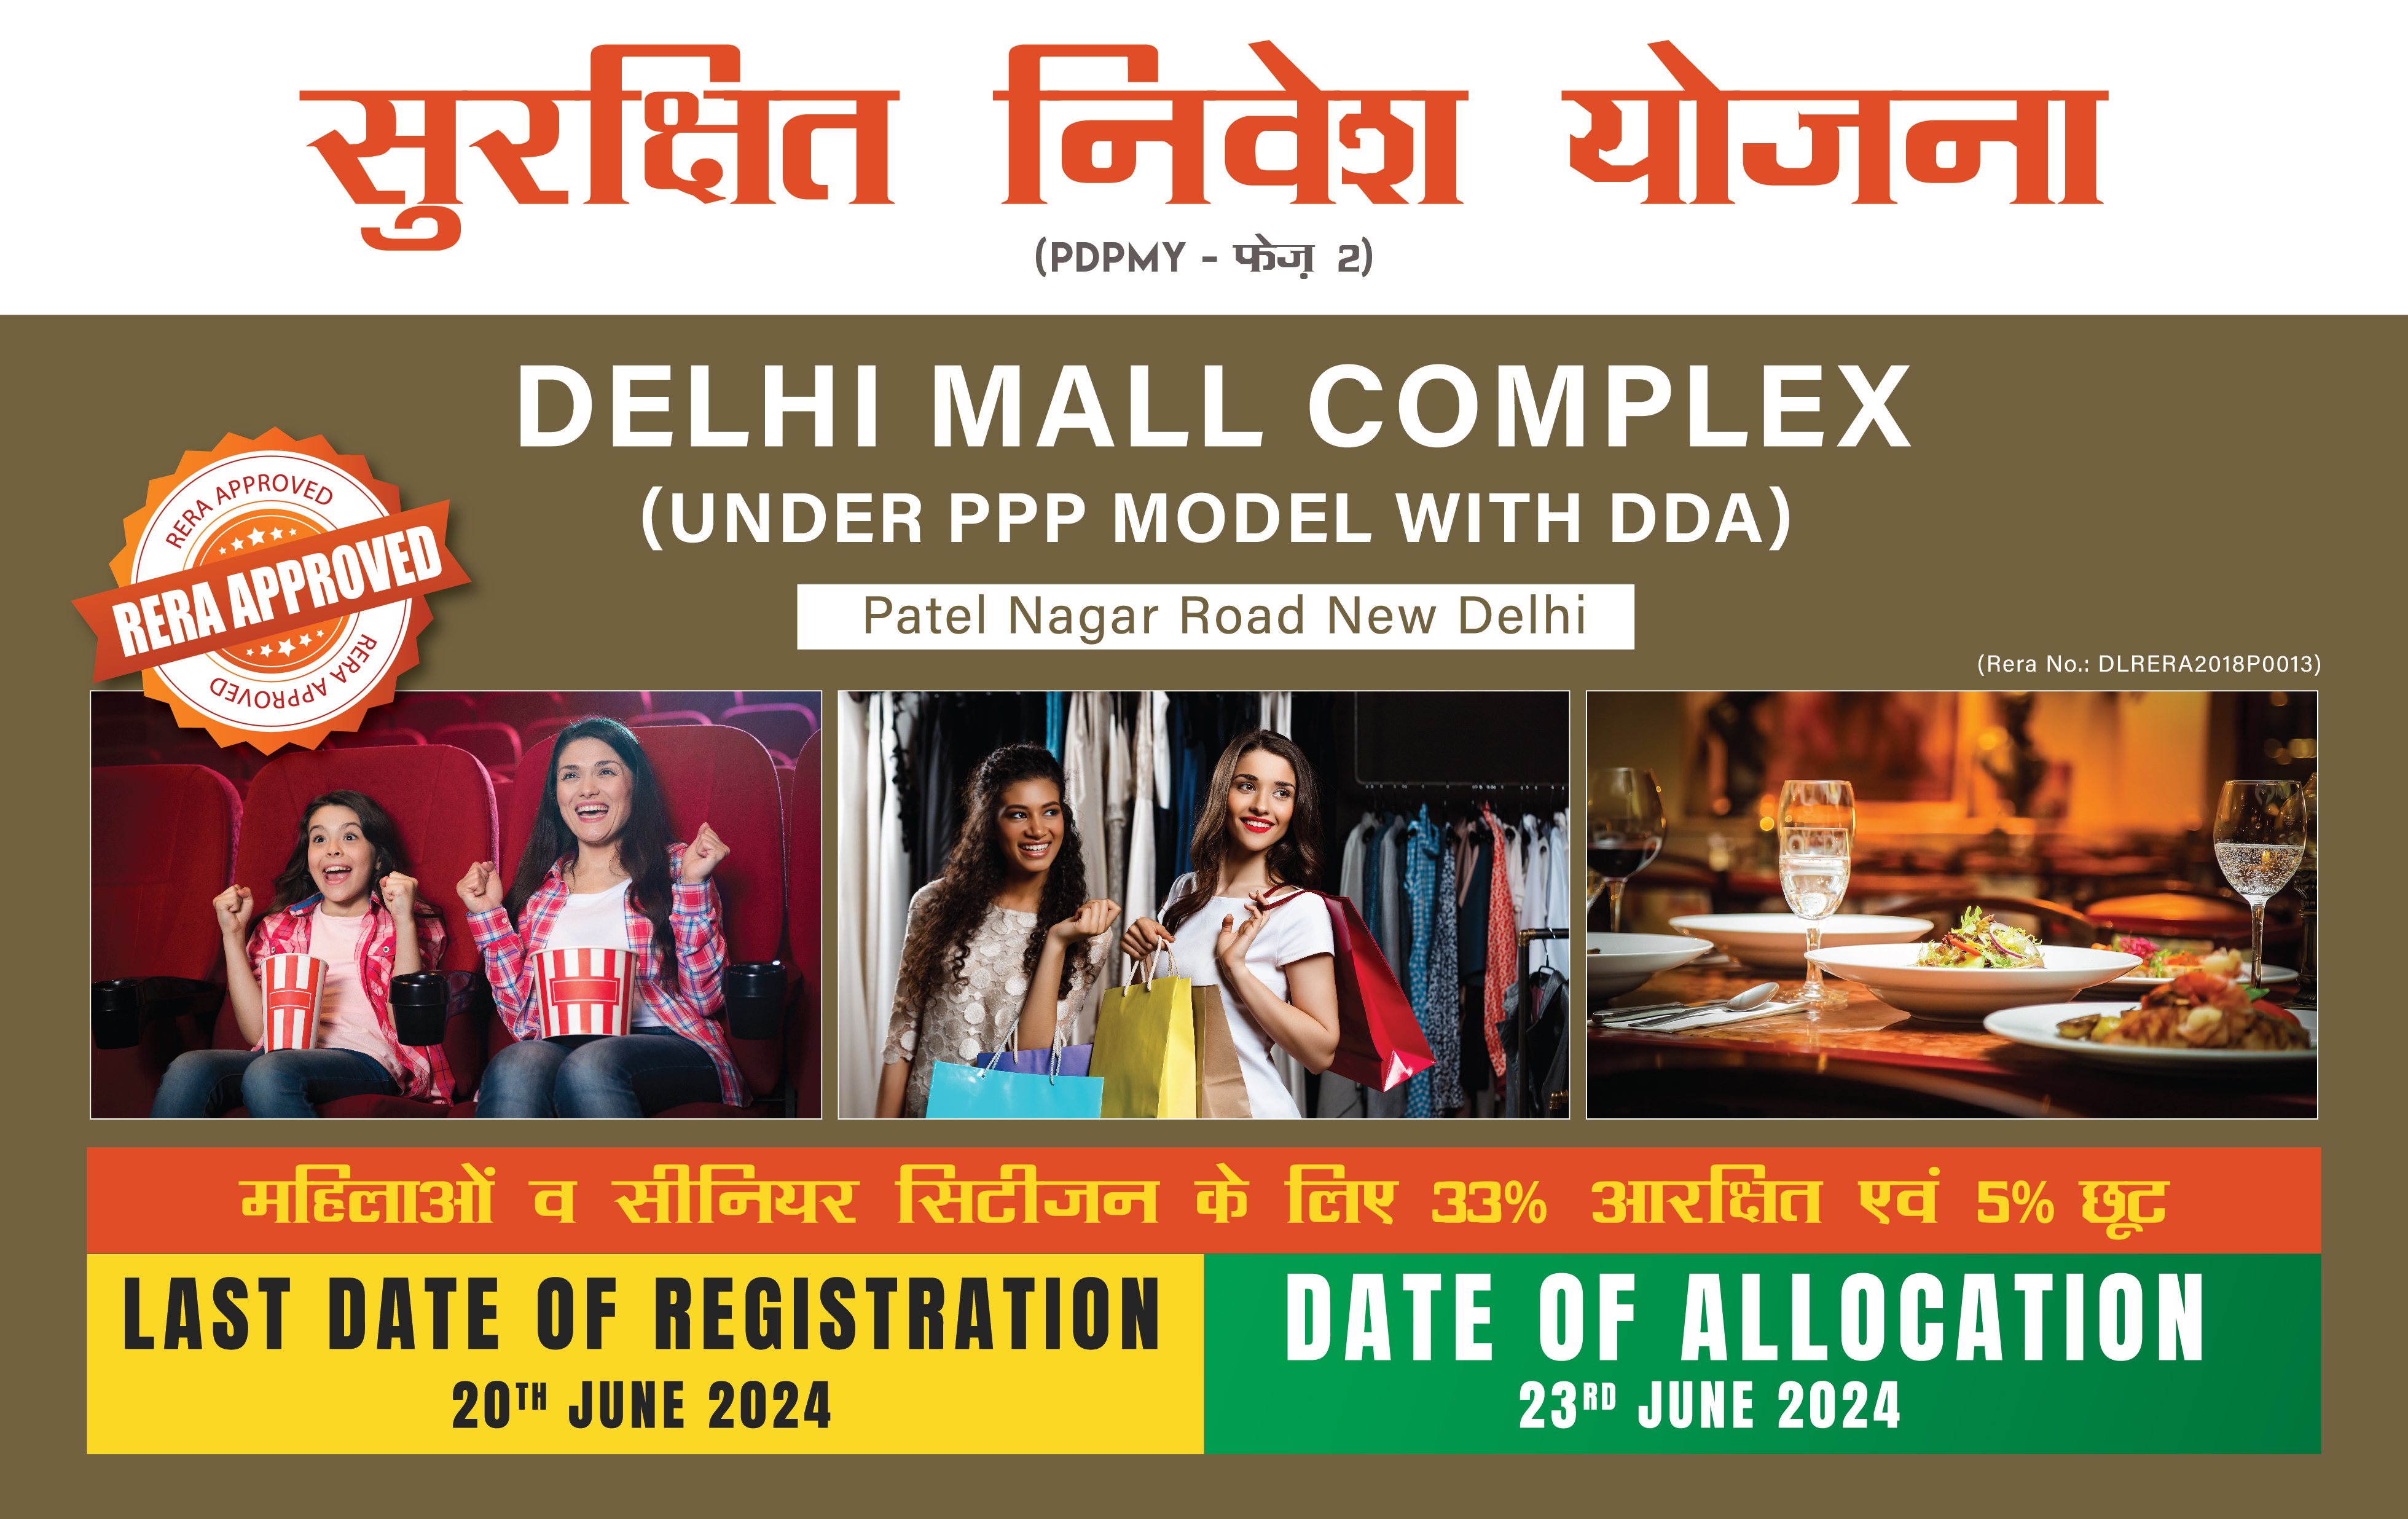 सुरक्षित निवेश योजना
(PDPMY - फेज़ 2)
DELHI MALL COMPLEX
(UNDER PPP MODEL WITH DDA)
Patel Nagar Road New Delhi
RERA APPROVED
RERA APPROVED
RERA APPROVED
(Rera No.: DLRERA2018P0013)
महिलाओं व सीनियर सिटीजन के लिए 33% आरक्षित एवं 5% छूट
LAST DATE OF REGISTRATION
20TH JUNE 2024
DATE OF ALLOCATION
23RD JUNE 2024